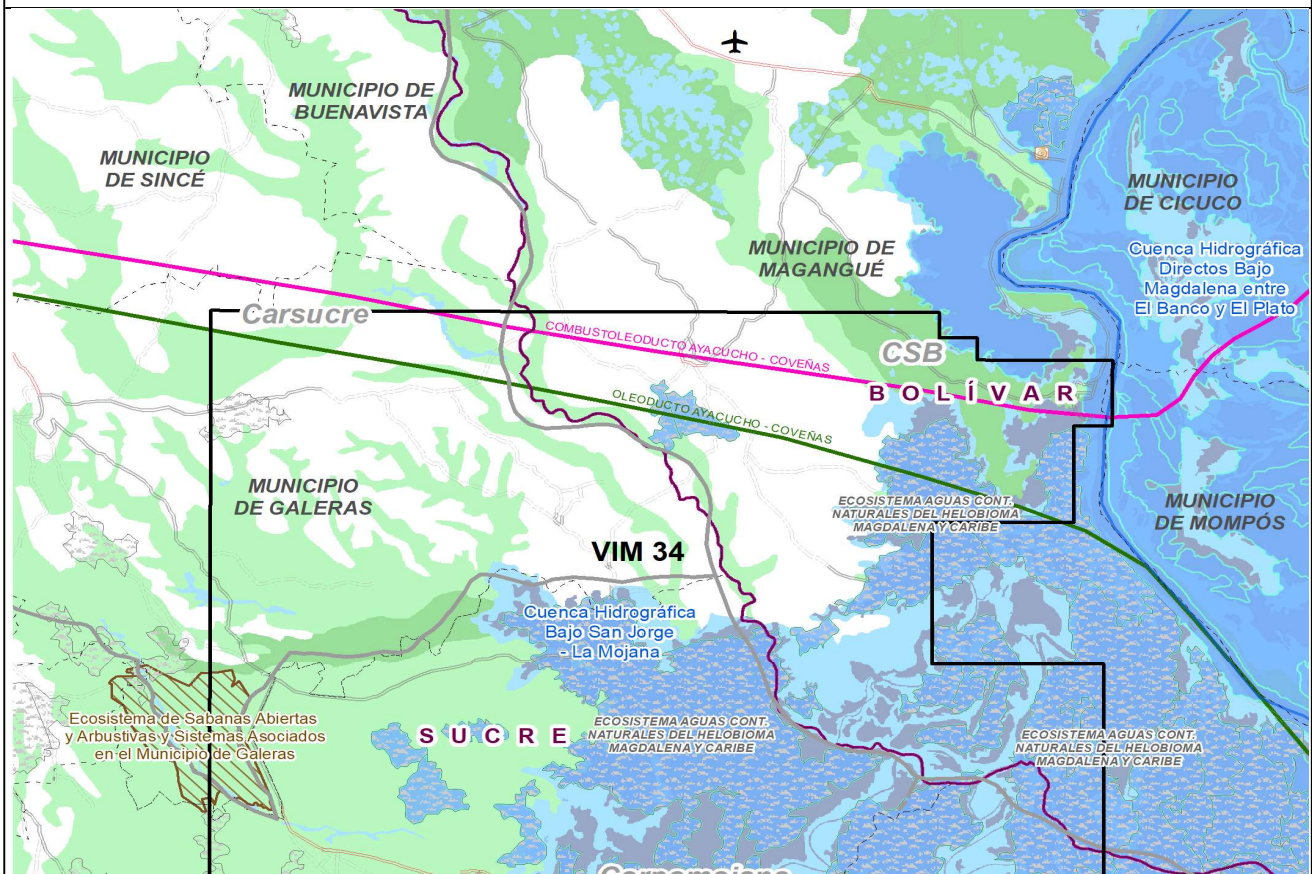 MUNICIPIO DE
BUENAVISTA
MUNICIPIO
DE SINCÉ
MUNICIPIO
DE CICUCO
MUNICIPIO DE
MAGANGUÉ
Cuenca Hidrográfica
Directos Bajo
Magdalena entre
El Banco y El Plato
Carsucre
COMBUSTOLEODUCTO AYACUCHO - COVEÑAS
CSB
BOLÍVAR
OLEODUCTO AYACUCHO - COVEÑAS
MUNICIPIO
DE GALERAS
ECOSISTEMA AGUAS CONT.
NATURALES DEL HELOBIOMA
MAGDALENA Y CARIBE
MUNICIPIO
DE MOMPÓS
VIM 34
Cuenca Hidrográfica
Bajo San Jorge
- La Mojana
Ecosistema de Sabanas Abiertas
y Arbustivas y Sistemas Asociados
en el Municipio de Galeras
SUCRE
ECOSISTEMA AGUAS CONT.
NATURALES DEL HELOBIOMA
MAGDALENA Y CARIBE
ECOSISTEMA AGUAS CONT.
NATURALES DEL HELOBIOMA
MAGDALENA Y CARIBE